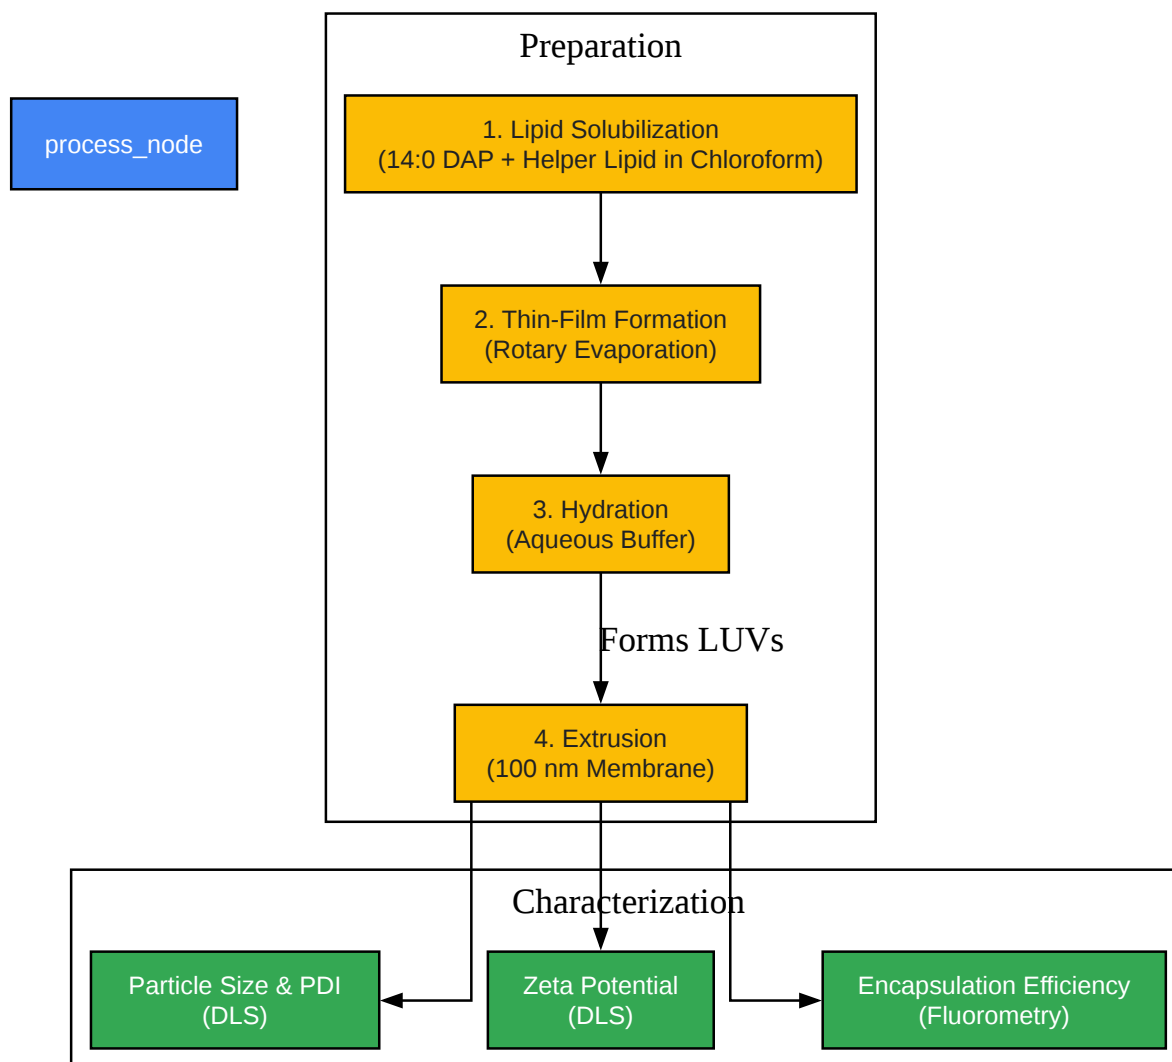 Preparation
process_node
1. Lipid Solubilization
(14:0 DAP + Helper Lipid in Chloroform)
2. Thin-Film Formation
(Rotary Evaporation)
3. Hydration
(Aqueous Buffer)
Forms LUVs
4. Extrusion
(100 nm Membrane)
Characterization
Particle Size & PDI
(DLS)
Zeta Potential
(DLS)
Encapsulation Efficiency
(Fluorometry)